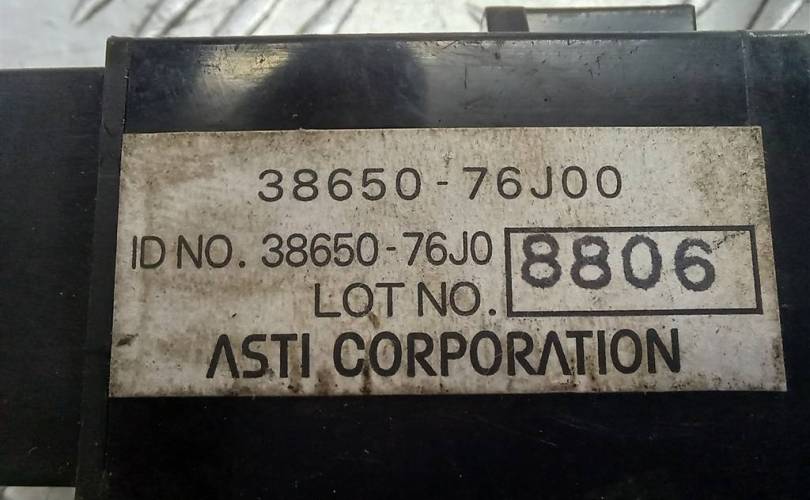 38650-76J00
ID NO. 38650-76J0
8806
LOT NO.
ASTI CORPORATION